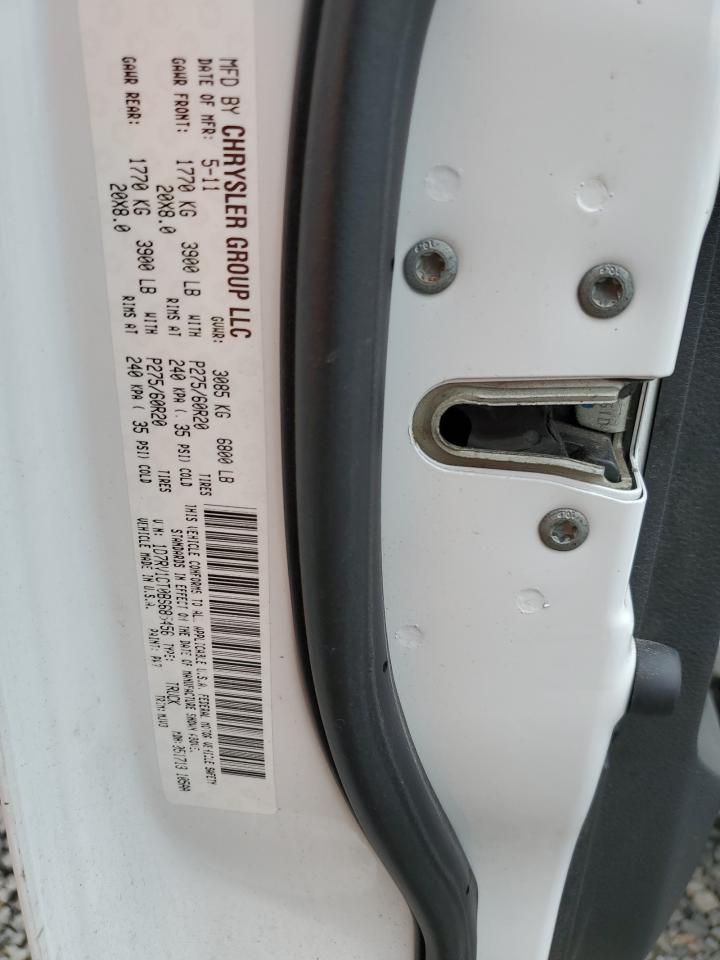 MFD BY CHRYSLER GROUP LLC
DATE OF MFR: 5-11 GVWR: 3085 KG 6800 LB
GAWR FRONT: 1770 KG 3900 LB WITH P275/60R20 TIRES
20X8.0 RIMS AT 240 KPA ( 35 PSI) COLD
GAWR REAR: 1770 KG 3900 LB WITH P275/60R20 TIRES
20X8.0 RIMS AT 240 KPA ( 35 PSI) COLD
THIS VEHICLE CONFORMS TO ALL APPLICABLE U.S.A. FEDERAL MOTOR VEHICLE SAFETY
STANDARDS IN EFFECT ON THE DATE OF MANUFACTURE SHOWN ABOVE.
TYPE: TRUCK
VEHICLE MADE IN U.S.A. PAINT: PW7